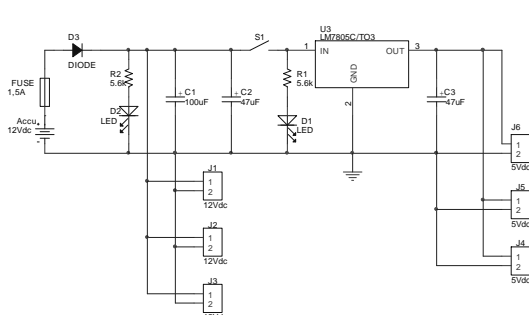 D3
DIODE
FUSE
1,5A
Accu.
12Vdc
+
-
R2
5.6k
D2
LED
C1
100uF
+
C2
47uF
+
S1
R1
5.6k
D1
LED
U3
LM7805C/TO3
1
IN
OUT
3
GND
2
C3
47uF
+
J6
1
2
5Vdc
J5
1
2
5Vdc
J4
1
2
5Vdc
J1
1
2
12Vdc
J2
1
2
12Vdc
J3
1
2